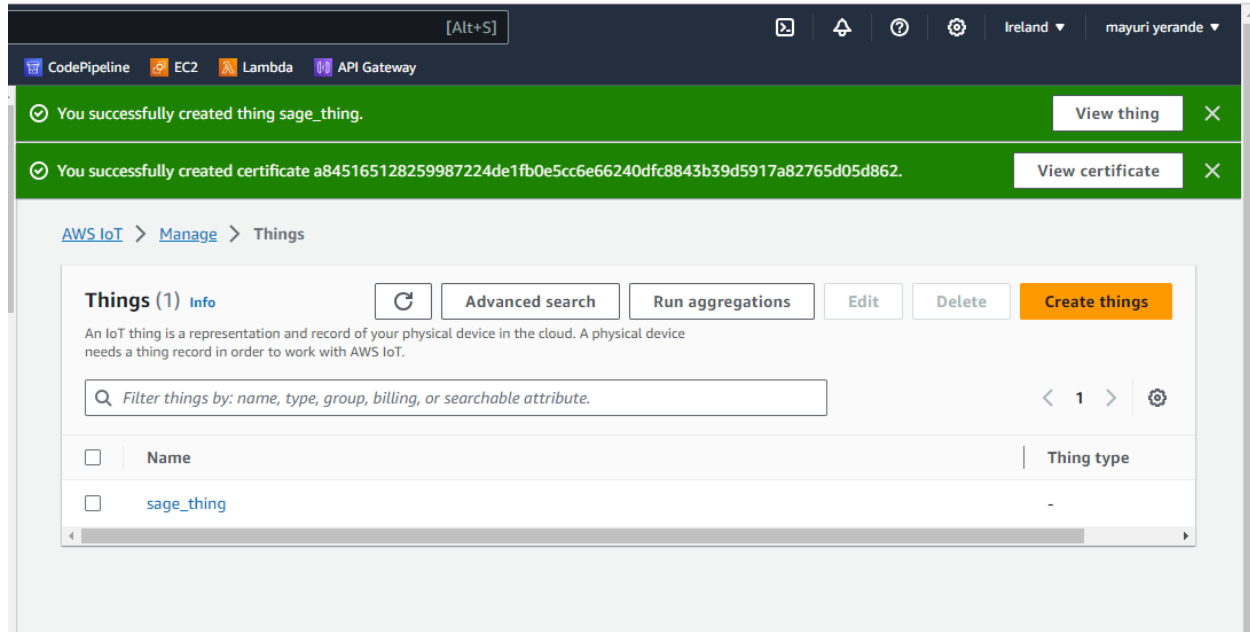 [Alt+S]
Ireland ▼
mayuri yerande ▼
CodePipeline
EC2
Lambda
API Gateway
You successfully created thing sage_thing.
View thing
You successfully created certificate a845165128259987224de1fb0e5cc6e66240dfc8843b39d5917a82765d05d862.
View certificate
AWS IoT > Manage > Things
Things (1) Info
Advanced search
Run aggregations
Edit
Delete
Create things
An IoT thing is a representation and record of your physical device in the cloud. A physical device
needs a thing record in order to work with AWS IoT.
Filter things by: name, type, group, billing, or searchable attribute.
< 1 >
Name
Thing type
sage_thing
-